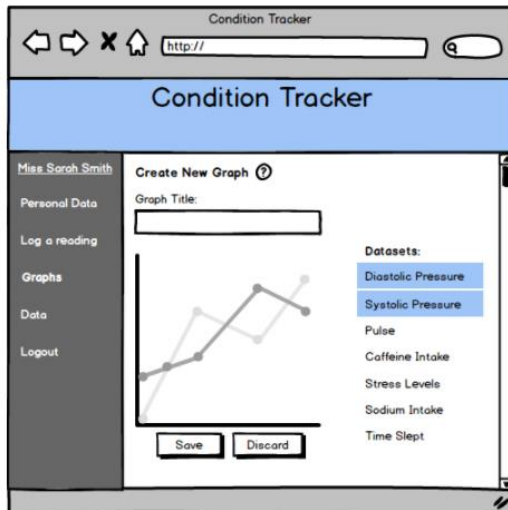 Condition Tracker
http://
Condition Tracker
Miss Sarah Smith
Personal Data
Log a reading
Graphs
Data
Logout
Create New Graph ?
Graph Title:
Datasets:
Diastolic Pressure
Systolic Pressure
Pulse
Caffeine Intake
Stress Levels
Sodium Intake
Time Slept
Save
Discard